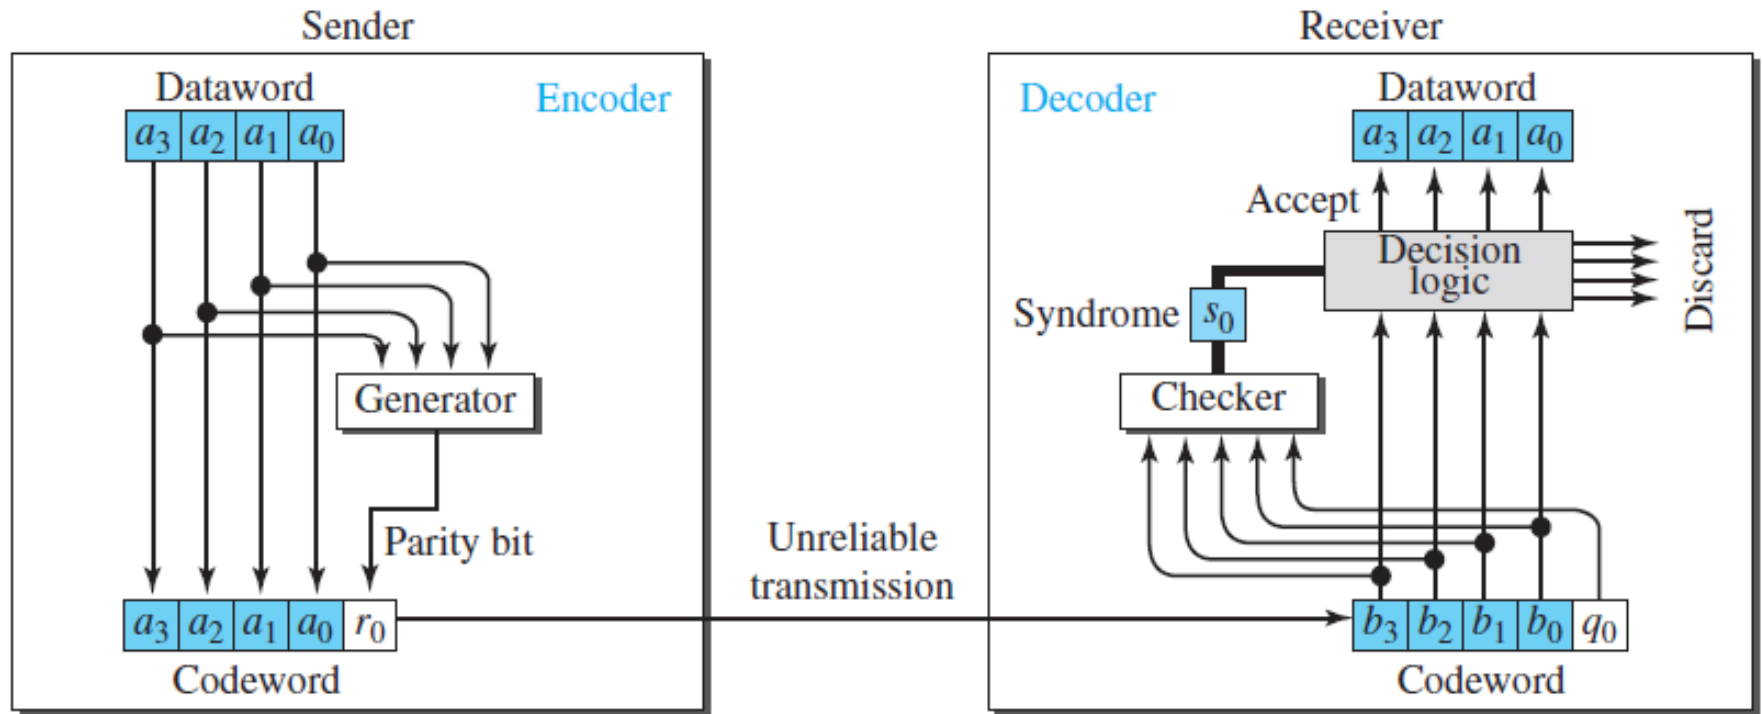 Sender
Dataword
Encoder
a3 a2 a1 a0
Generator
Parity bit
a3 a2 a1 a0 r0
Codeword
Unreliable
transmission
Receiver
Decoder
Dataword
a3 a2 a1 a0
Accept
Decision
logic
Discard
Syndrome
s0
Checker
b3 b2 b1 b0 q0
Codeword